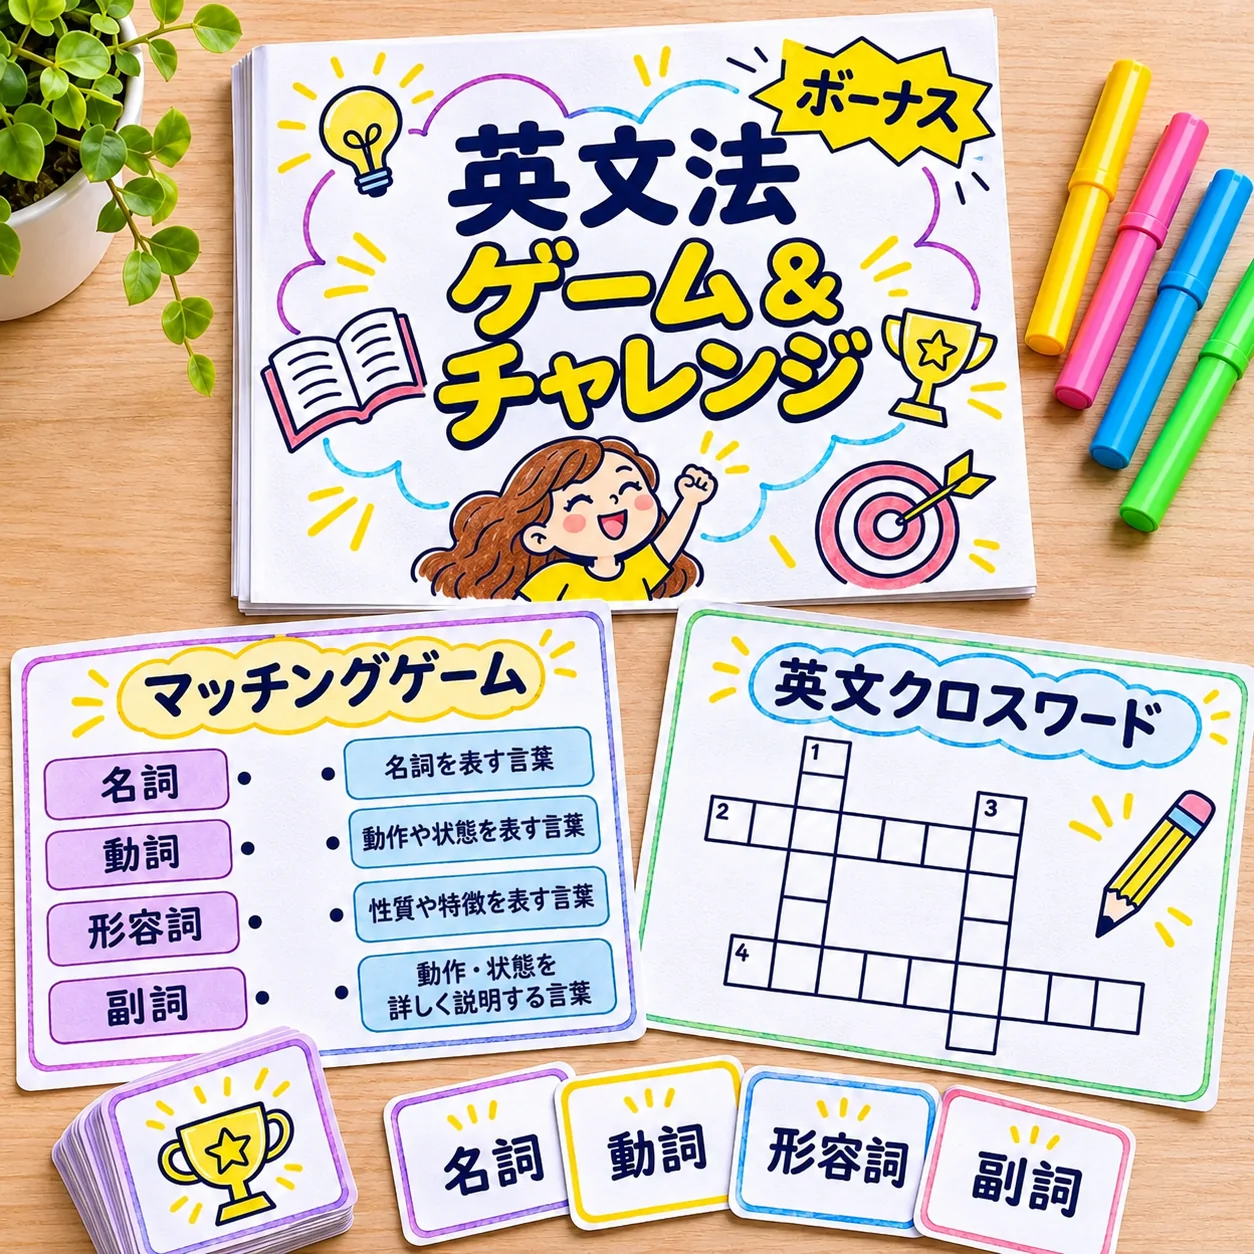 ボーナス
英文法
ゲーム&
チャレンジ
マッチングゲーム
名詞
名詞を表す言葉
動詞
動作や状態を表す言葉
形容詞
性質や特徴を表す言葉
副詞
動作・状態を
詳しく説明する言葉
英文クロスワード
1
2
3
4
名詞
動詞
形容詞
副詞